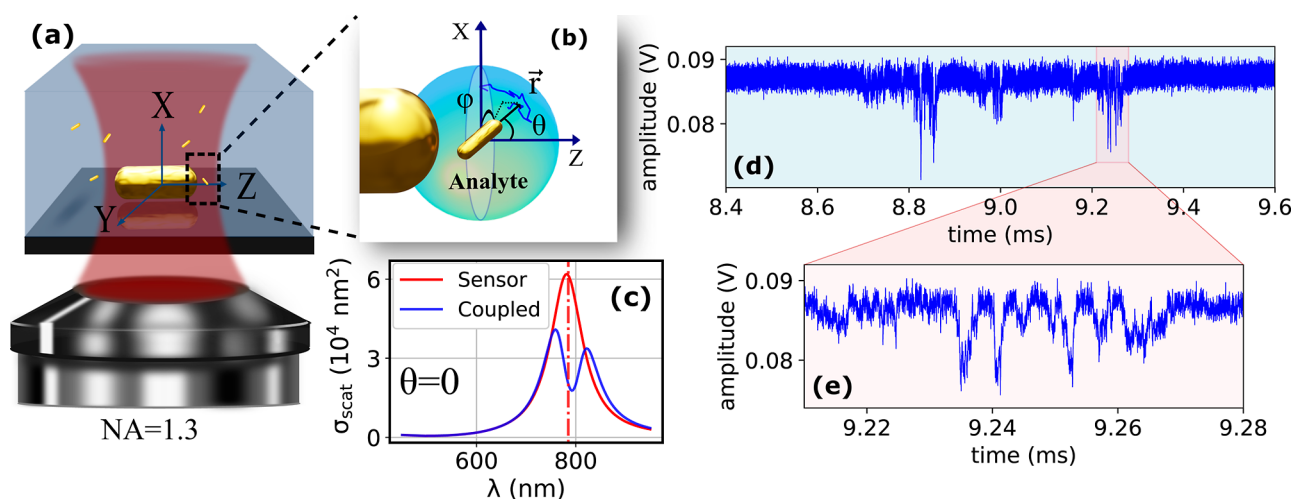 (a)
X
Z
Y
NA=1.3
(b)
X
φ
r⃗
θ
Z
Analyte
(c)
Sensor
Coupled
θ=0
σscat (10⁴ nm²)
6
3
0
600 800
λ (nm)
(d)
amplitude (V)
0.09
0.08
8.4 8.6 8.8 9.0 9.2 9.4 9.6
time (ms)
(e)
amplitude (V)
0.09
0.08
9.22 9.24 9.26 9.28
time (ms)